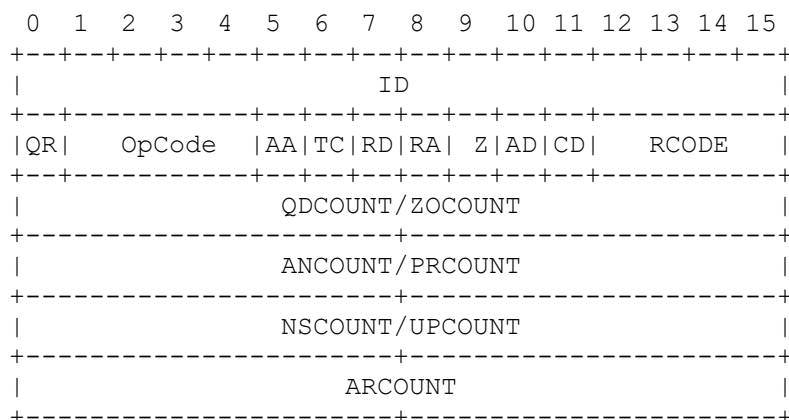 0  1  2  3  4  5  6  7  8  9  10 11 12 13 14 15
+--+--+--+--+--+--+--+--+--+--+--+--+--+--+--+--+
|                      ID                       |
+--+--+--+--+--+--+--+--+--+--+--+--+--+--+--+--+
|QR|   OpCode  |AA|TC|RD|RA| Z|AD|CD|   RCODE   |
+--+-----------+--+--+--+--+--+--+--+-----------+
|                QDCOUNT/ZOCOUNT                |
+-----------------------+-----------------------+
|                ANCOUNT/PRCOUNT                |
+-----------------------+-----------------------+
|                NSCOUNT/UPCOUNT                |
+-----------------------+-----------------------+
|                    ARCOUNT                    |
+-----------------------+-----------------------+